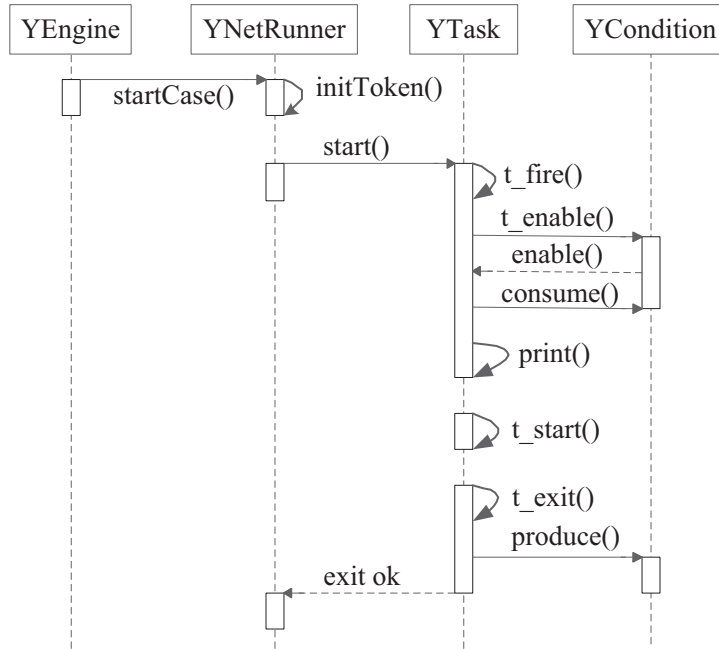 YEngine
YNetRunner
YTask
YCondition
startCase()
initToken()
start()
t_fire()
t_enable()
enable()
consume()
print()
t_start()
t_exit()
produce()
exit ok